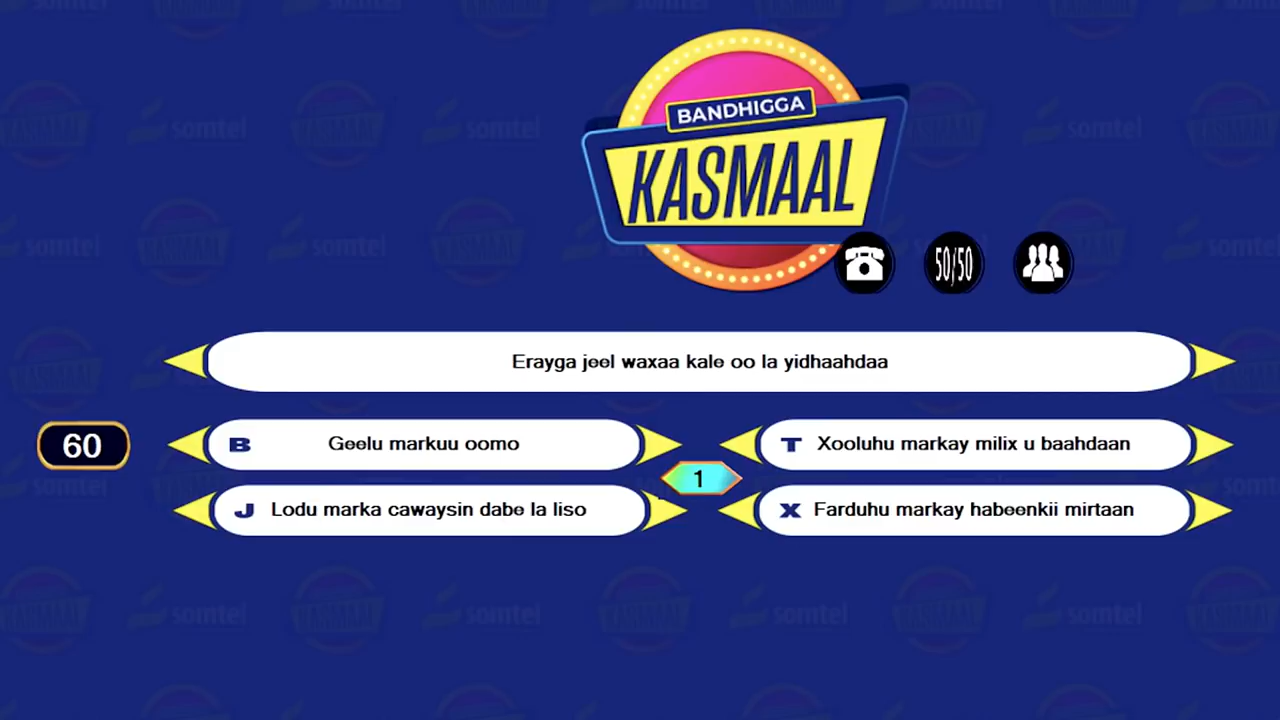 BANDHIGGA
KASMAAL
50/50
Erayga jeel waxaa kale oo la yidhaahdaa
60
B Geelu markuu oomo
T Xooluhu markay milix u baahdaan
1
J Lodu marka cawaysin dabe la liso
X Farduhu markay habeenkii mirtaan
somtel